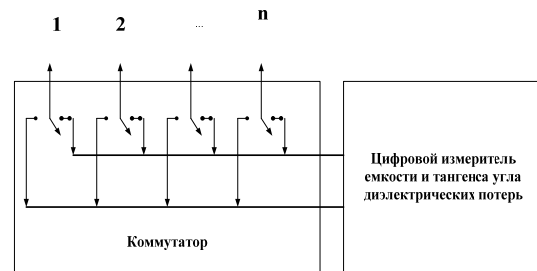 1 2 ... n
Цифровой измеритель
емкости и тангенса угла
диэлектрических потерь
Коммутатор